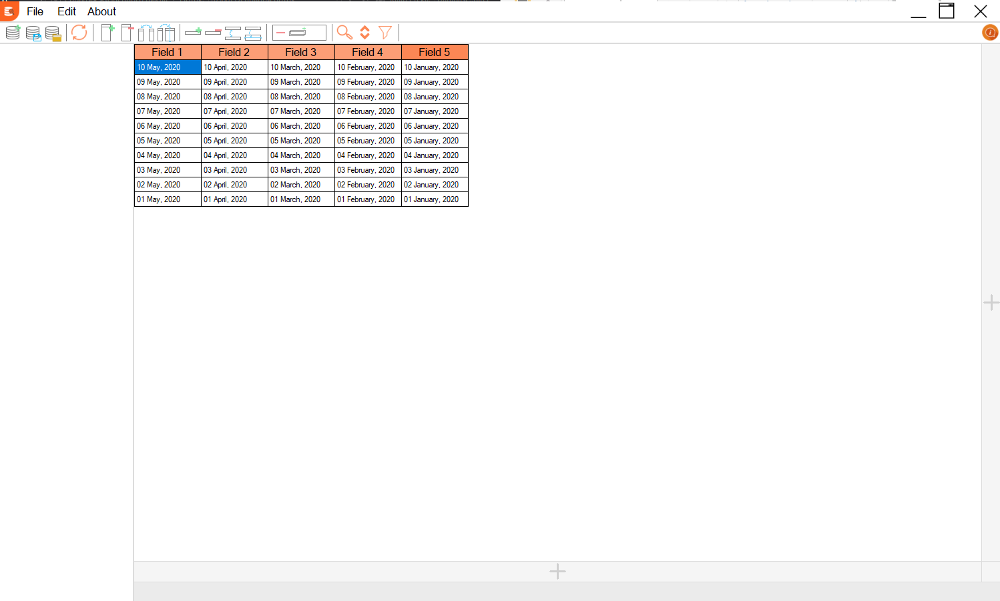 File Edit About
Field 1 Field 2 Field 3 Field 4 Field 5
10 May, 2020 10 April, 2020 10 March, 2020 10 February, 2020 10 January, 2020
09 May, 2020 09 April, 2020 09 March, 2020 09 February, 2020 09 January, 2020
08 May, 2020 08 April, 2020 08 March, 2020 08 February, 2020 08 January, 2020
07 May, 2020 07 April, 2020 07 March, 2020 07 February, 2020 07 January, 2020
06 May, 2020 06 April, 2020 06 March, 2020 06 February, 2020 06 January, 2020
05 May, 2020 05 April, 2020 05 March, 2020 05 February, 2020 05 January, 2020
04 May, 2020 04 April, 2020 04 March, 2020 04 February, 2020 04 January, 2020
03 May, 2020 03 April, 2020 03 March, 2020 03 February, 2020 03 January, 2020
02 May, 2020 02 April, 2020 02 March, 2020 02 February, 2020 02 January, 2020
01 May, 2020 01 April, 2020 01 March, 2020 01 February, 2020 01 January, 2020